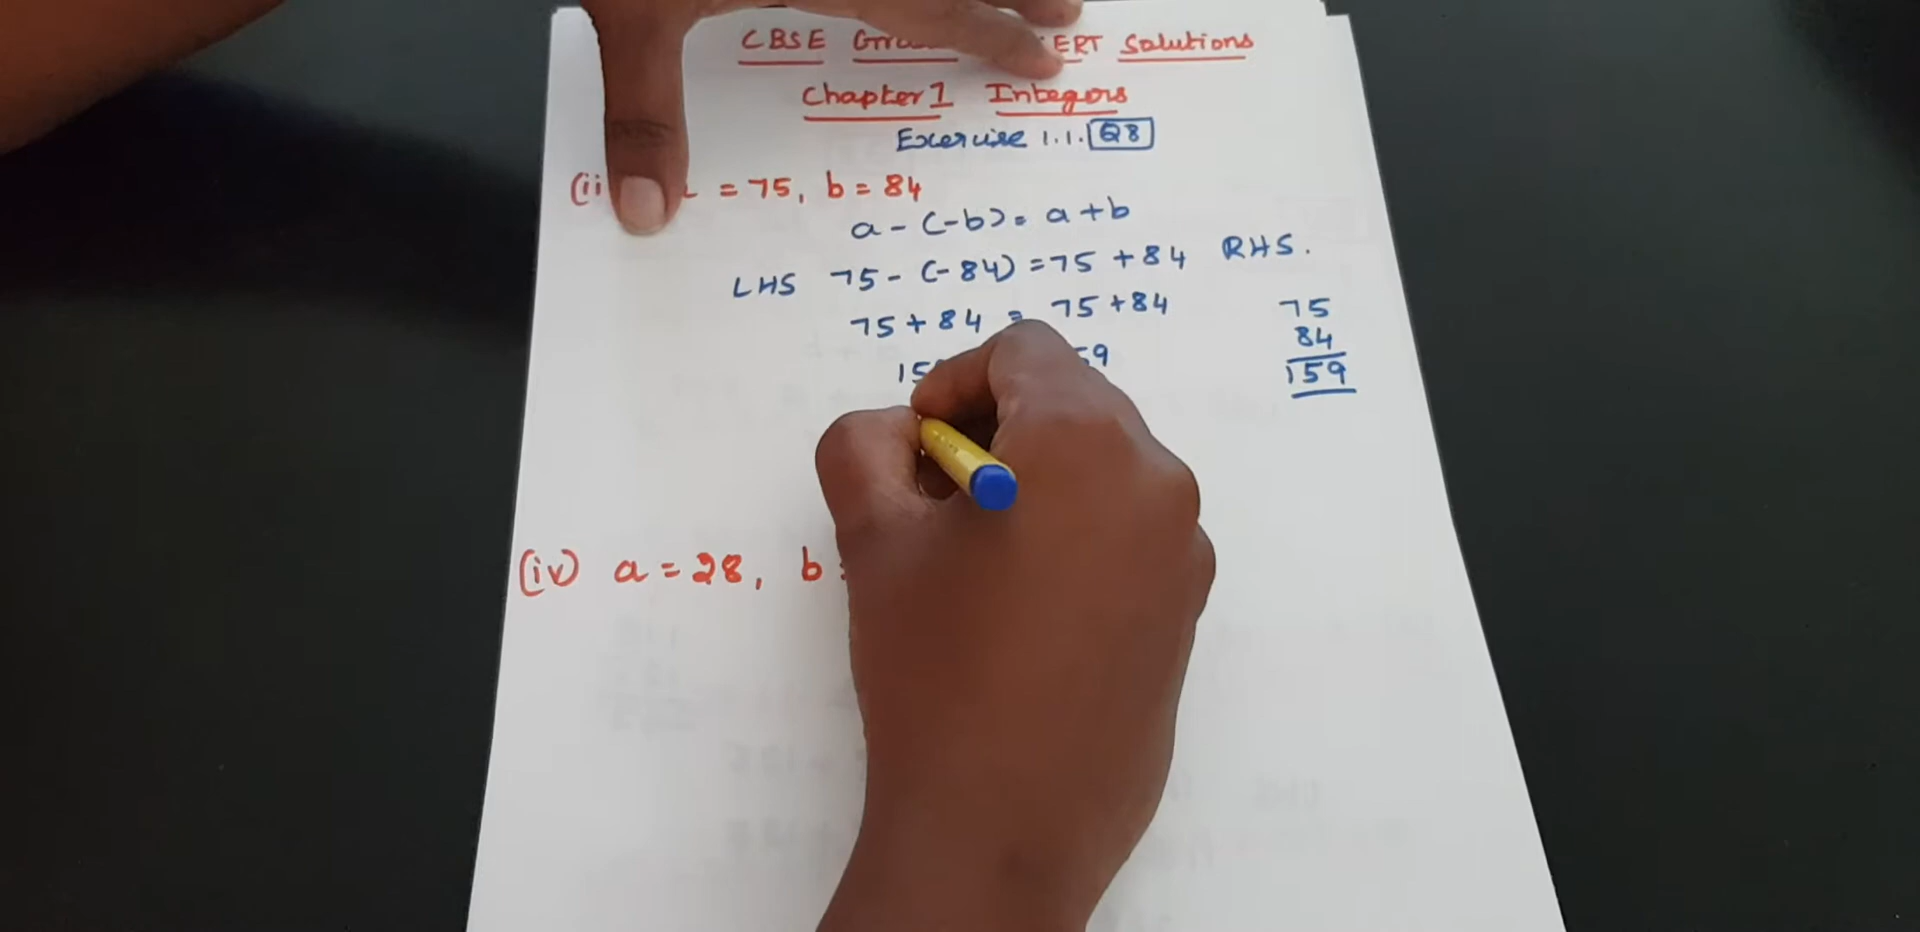 CBSE Solutions
Chapter 1 Integers
Exercise 1.1. Q8
= 75, b = 84
a - (-b) = a + b
LHS 75 - (-84) = 75 + 84 RHS.
75 + 84 = 75 + 84
75
84
159
(iv) a = 28, b